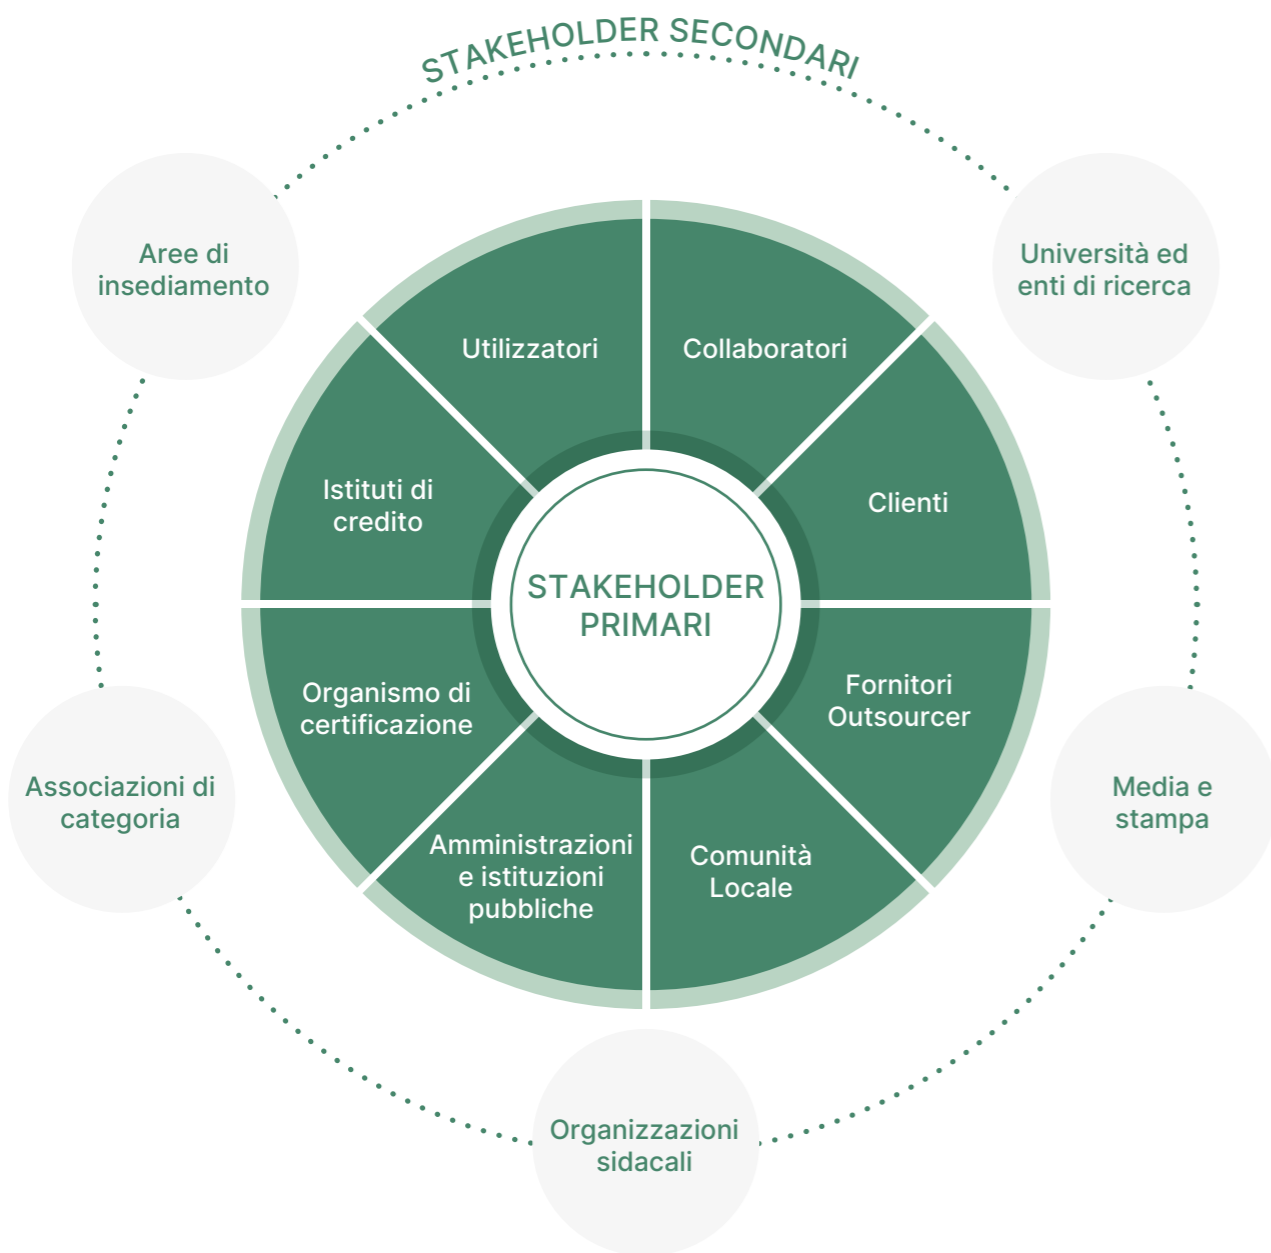 STAKEHOLDER SECONDARI
Aree di
insediamento
Università ed
enti di ricerca
Utilizzatori
Collaboratori
Istituti di
credito
Clienti
STAKEHOLDER
PRIMARI
Organismo di
certificazione
Fornitori
Outsourcer
Associazioni di
categoria
Media e
stampa
Amministrazioni
e istituzioni
pubbliche
Comunità
Locale
Organizzazioni
sidacali